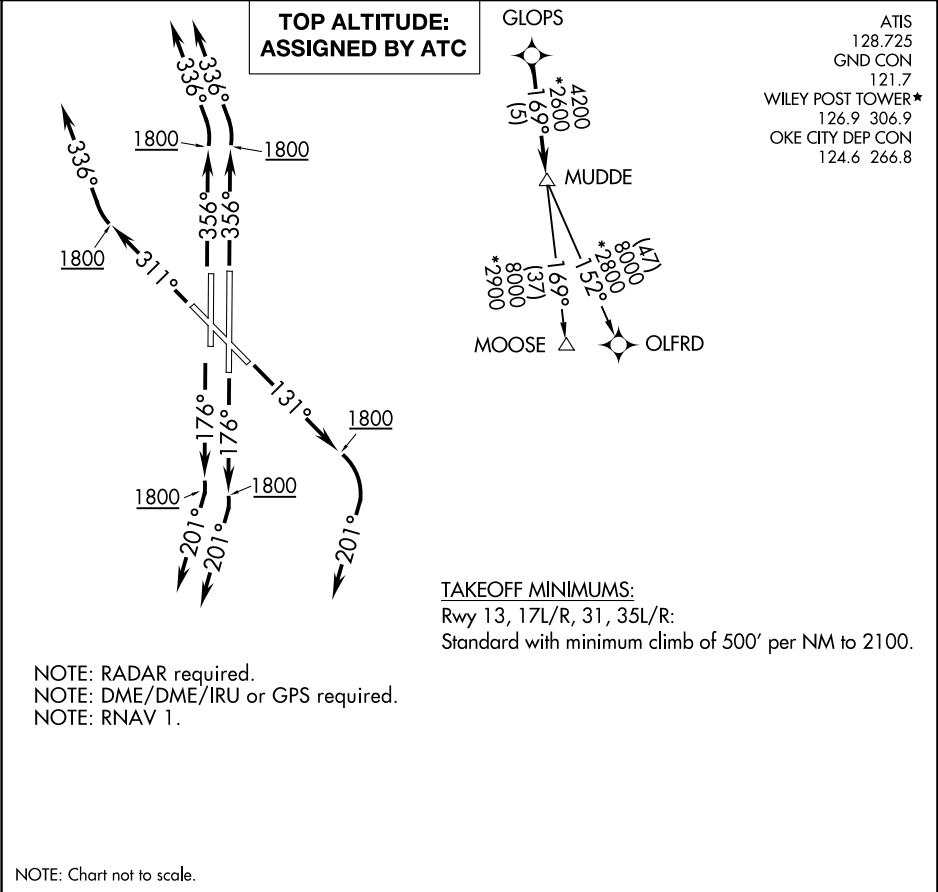 TOP ALTITUDE:
ASSIGNED BY ATC
GLOPS
ATIS
128.725
GND CON
121.7
WILEY POST TOWER★
126.9 306.9
OKE CITY DEP CON
124.6 266.8
336°
336°
336°
1800
1800
1800
356°
356°
311°
4200
*2600
169°
(5)
MUDDE
(47)
8000
*2800
152°
169°
(37)
8000
*2900
MOOSE
OLFRD
131°
1800
176°
176°
1800
1800
201°
201°
201°
TAKEOFF MINIMUMS:
Rwy 13, 17L/R, 31, 35L/R:
Standard with minimum climb of 500' per NM to 2100.
NOTE: RADAR required.
NOTE: DME/DME/IRU or GPS required.
NOTE: RNAV 1.
NOTE: Chart not to scale.